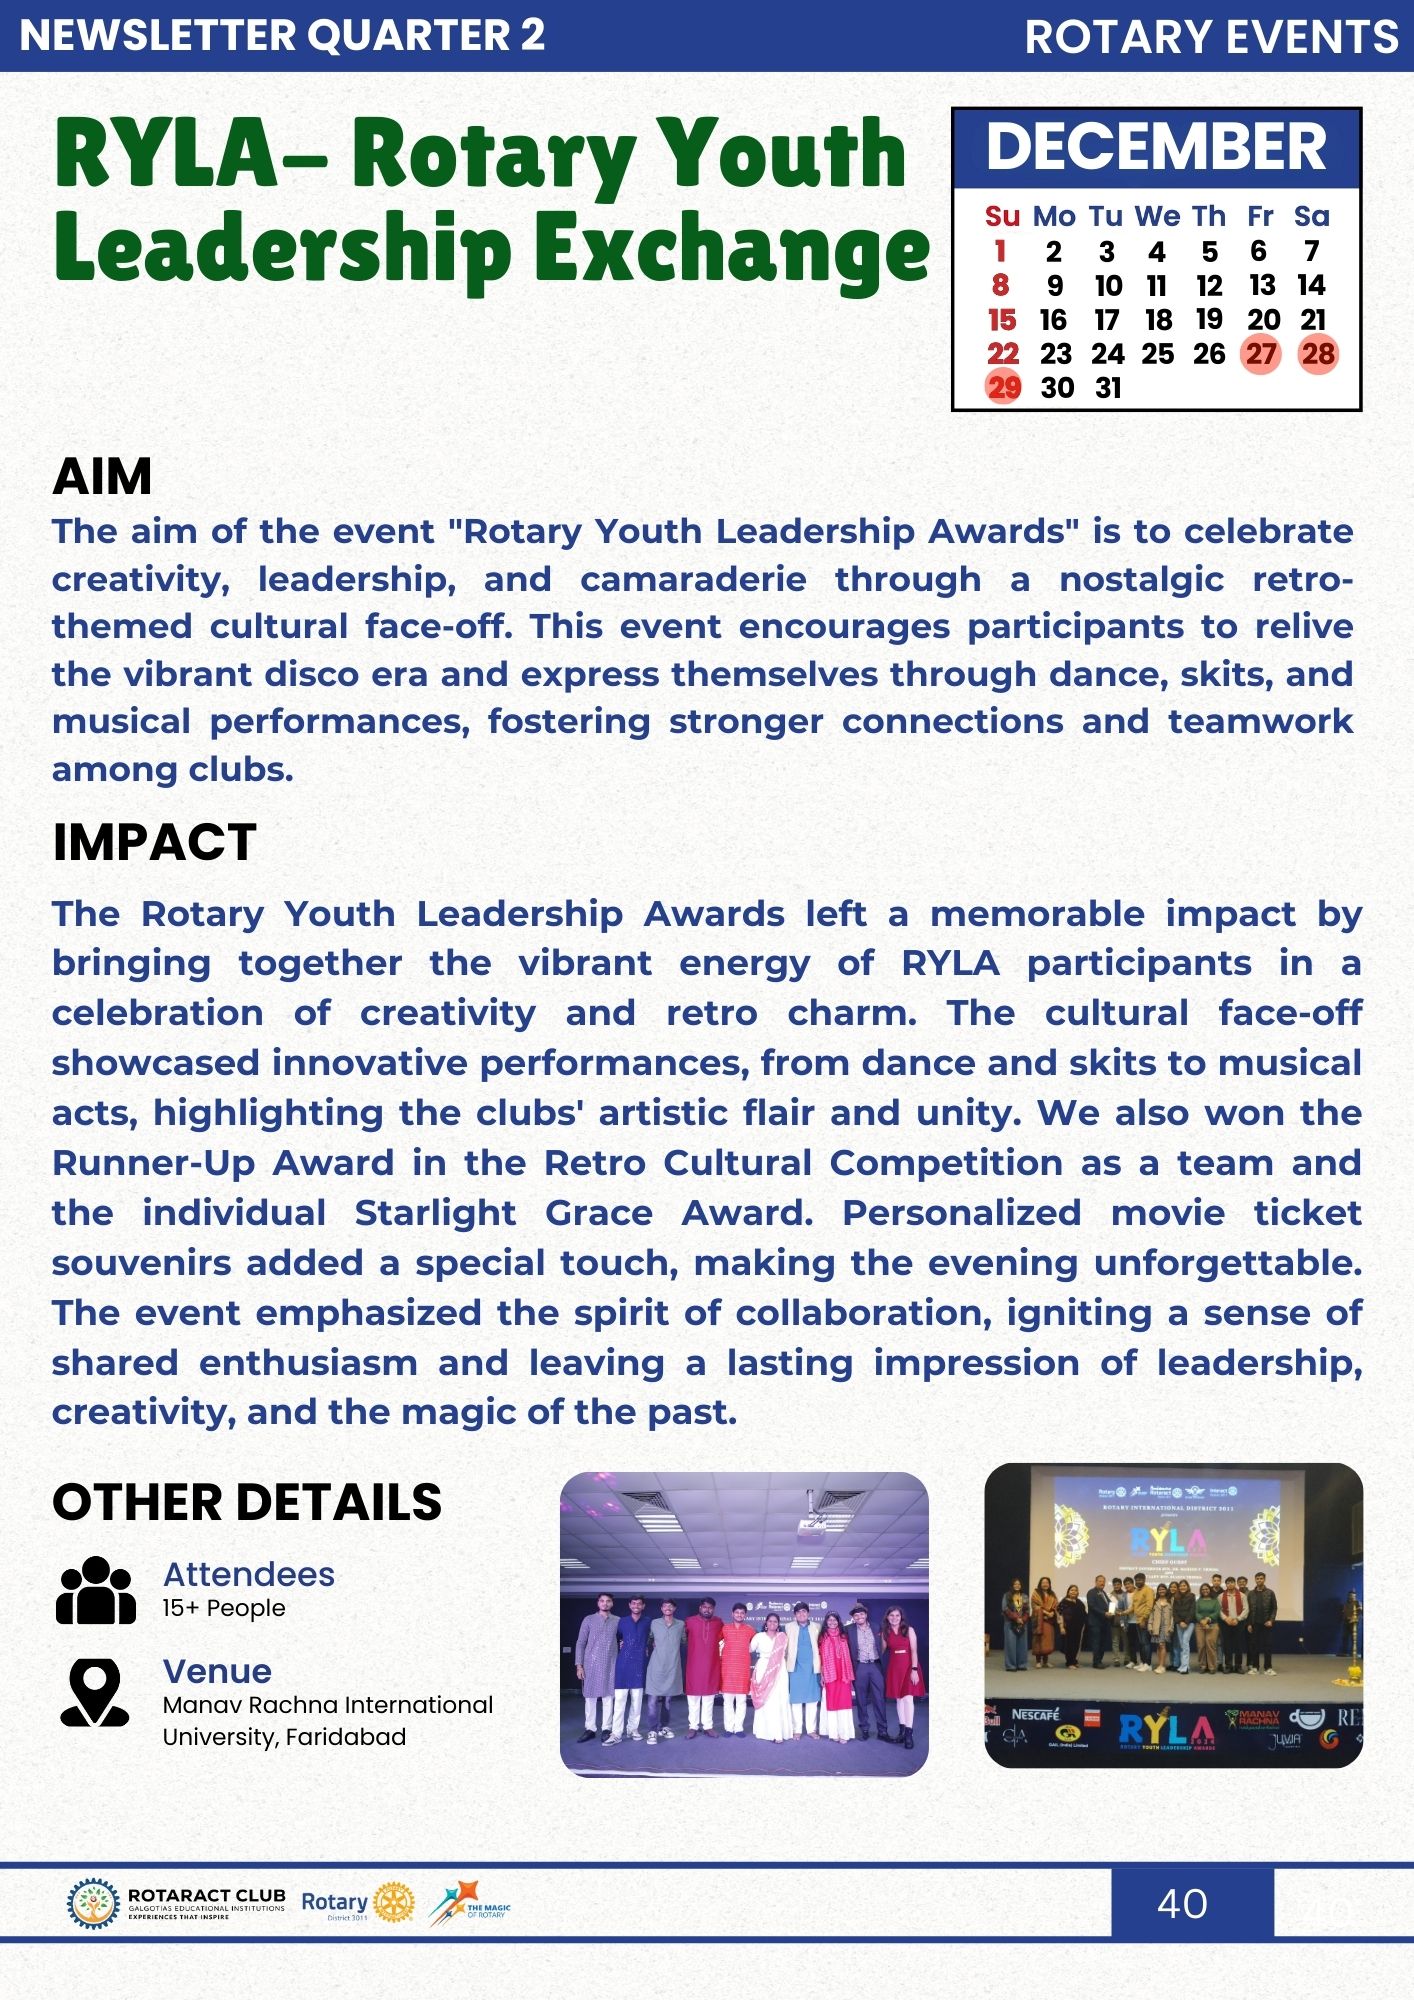 NEWSLETTER QUARTER 2
ROTARY EVENTS
RYLA- Rotary Youth
Leadership Exchange
DECEMBER
Su Mo Tu We Th Fr Sa
1 2 3 4 5 6 7
8 9 10 11 12 13 14
15 16 17 18 19 20 21
22 23 24 25 26 27 28
29 30 31
AIM
The aim of the event "Rotary Youth Leadership Awards" is to celebrate
creativity, leadership, and camaraderie through a nostalgic retro-
themed cultural face-off. This event encourages participants to relive
the vibrant disco era and express themselves through dance, skits, and
musical performances, fostering stronger connections and teamwork
among clubs.
IMPACT
The Rotary Youth Leadership Awards left a memorable impact by
bringing together the vibrant energy of RYLA participants in a
celebration of creativity and retro charm. The cultural face-off
showcased innovative performances, from dance and skits to musical
acts, highlighting the clubs' artistic flair and unity. We also won the
Runner-Up Award in the Retro Cultural Competition as a team and
the individual Starlight Grace Award. Personalized movie ticket
souvenirs added a special touch, making the evening unforgettable.
The event emphasized the spirit of collaboration, igniting a sense of
shared enthusiasm and leaving a lasting impression of leadership,
creativity, and the magic of the past.
OTHER DETAILS
Attendees
15+ People
Venue
Manav Rachna International
University, Faridabad
ROTARY INTERNATIONAL DISTRICT 3011
presents
RYLA
ROTARY YOUTH LEADERSHIP AWARDS
CHIEF GUEST
NESCAFÉ
GAIL (India) Limited
RYLA
2024
ROTARY YOUTH LEADERSHIP AWARDS
MANAV
RACHNA
ROTARACT CLUB
GALGOTIAS EDUCATIONAL INSTITUTIONS
EXPERIENCES THAT INSPIRE
Rotary
District 3011
THE MAGIC
OF ROTARY
40